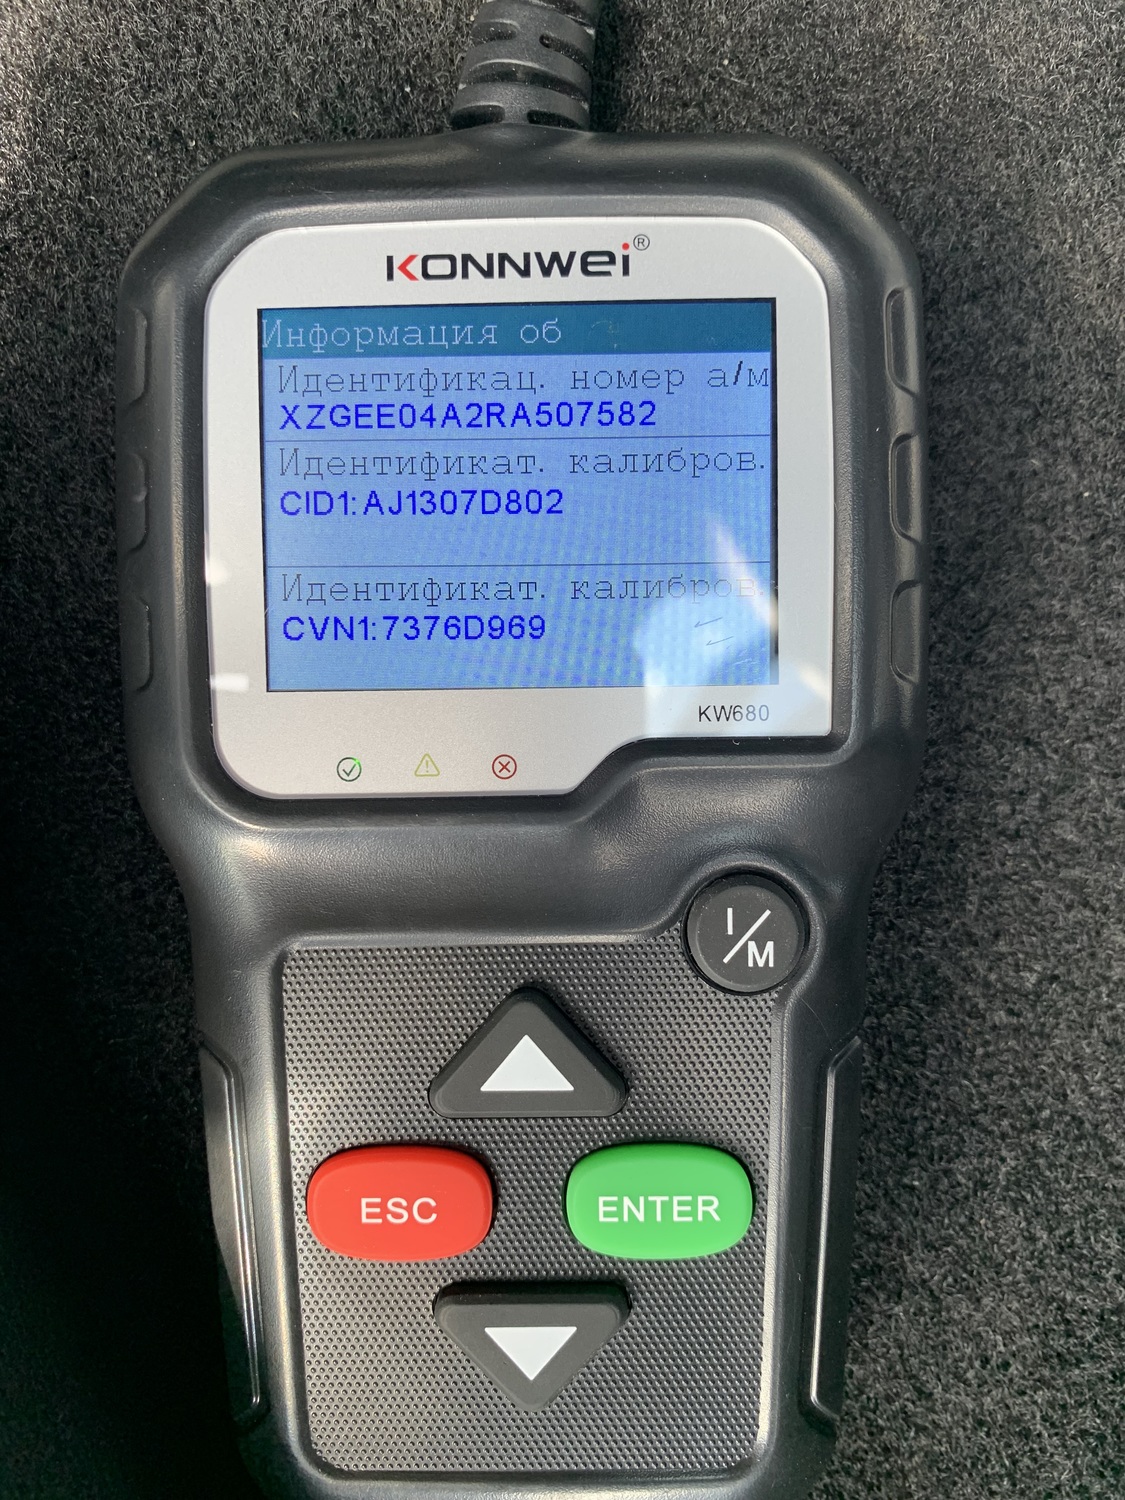 KONNWEI®
Информация об
Идентификац. номер а/м
XZGEE04A2RA507582
Идентификат. калибров.
CID1:AJ1307D802
Идентификат. калибров.
CVN1:7376D969
KW680
I/M
ESC
ENTER